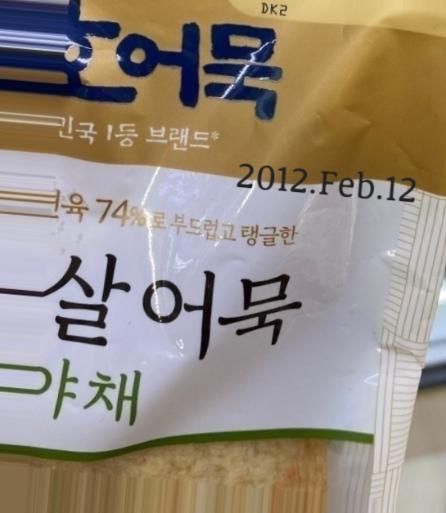 DK2
어묵
국 1등 브랜드*
2012.Feb.12
육 74%로 부드럽고 탱글한
살 어묵
야채